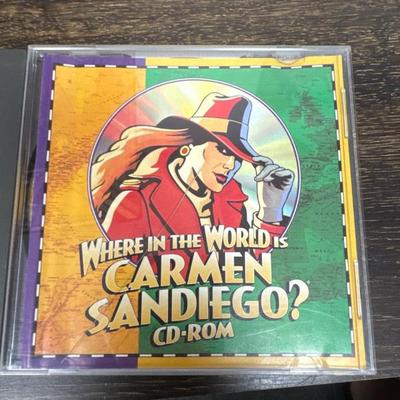 WHERE IN THE WORLD IS
CARMEN
SANDIEGO?
CD-ROM